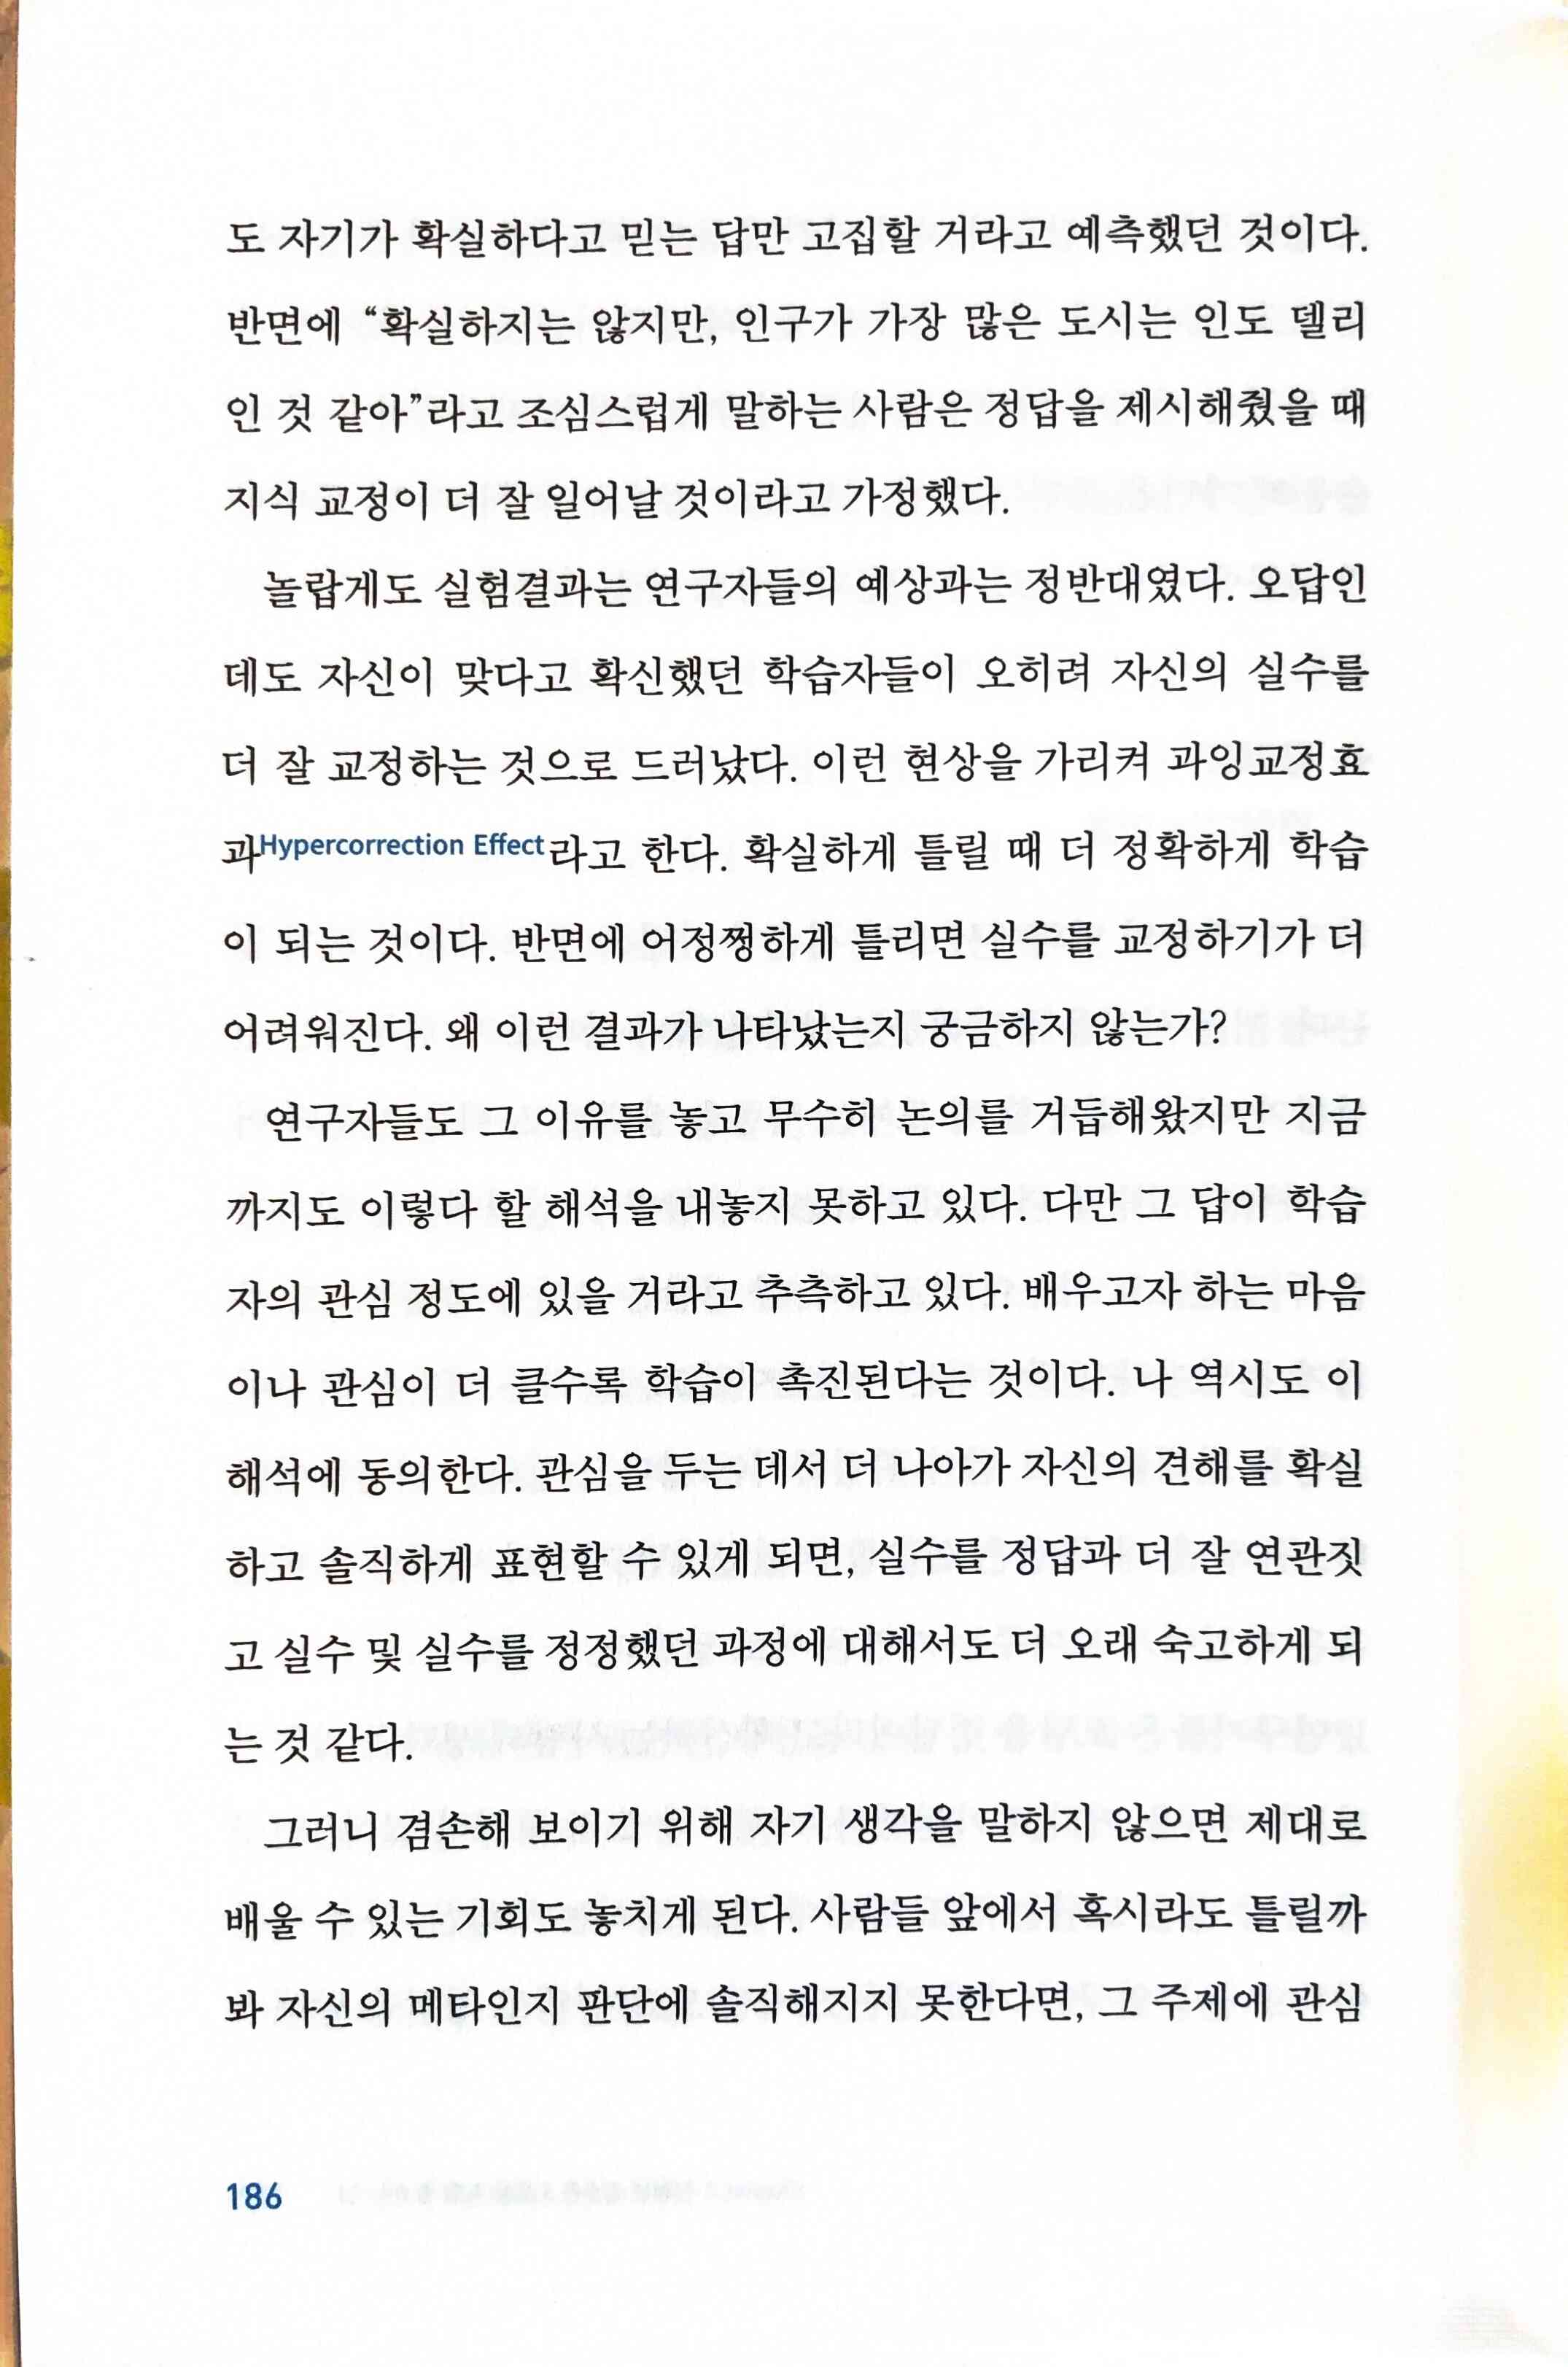 도 자기가 확실하다고 믿는 답만 고집할 거라고 예측했던 것이다.
반면에 “확실하지는 않지만, 인구가 가장 많은 도시는 인도 델리
인 것 같아”라고 조심스럽게 말하는 사람은 정답을 제시해줬을 때
지식 교정이 더 잘 일어날 것이라고 가정했다.
놀랍게도 실험결과는 연구자들의 예상과는 정반대였다. 오답인
데도 자신이 맞다고 확신했던 학습자들이 오히려 자신의 실수를
더 잘 교정하는 것으로 드러났다. 이런 현상을 가리켜 과잉교정효
과Hypercorrection Effect라고 한다. 확실하게 틀릴 때 더 정확하게 학습
이 되는 것이다. 반면에 어정쩡하게 틀리면 실수를 교정하기가 더
어려워진다. 왜 이런 결과가 나타났는지 궁금하지 않은가?
연구자들도 그 이유를 놓고 무수히 논의를 거듭해왔지만 지금
까지도 이렇다 할 해석을 내놓지 못하고 있다. 다만 그 답이 학습
자의 관심 정도에 있을 거라고 추측하고 있다. 배우고자 하는 마음
이나 관심이 더 클수록 학습이 촉진된다는 것이다. 나 역시도 이
해석에 동의한다. 관심을 두는 데서 더 나아가 자신의 견해를 확실
하고 솔직하게 표현할 수 있게 되면, 실수를 정답과 더 잘 연관짓
고 실수 및 실수를 정정했던 과정에 대해서도 더 오래 숙고하게 되
는 것 같다.
그러니 겸손해 보이기 위해 자기 생각을 말하지 않으면 제대로
배울 수 있는 기회도 놓치게 된다. 사람들 앞에서 혹시라도 틀릴까
봐 자신의 메타인지 판단에 솔직해지지 못한다면, 그 주제에 관심
186